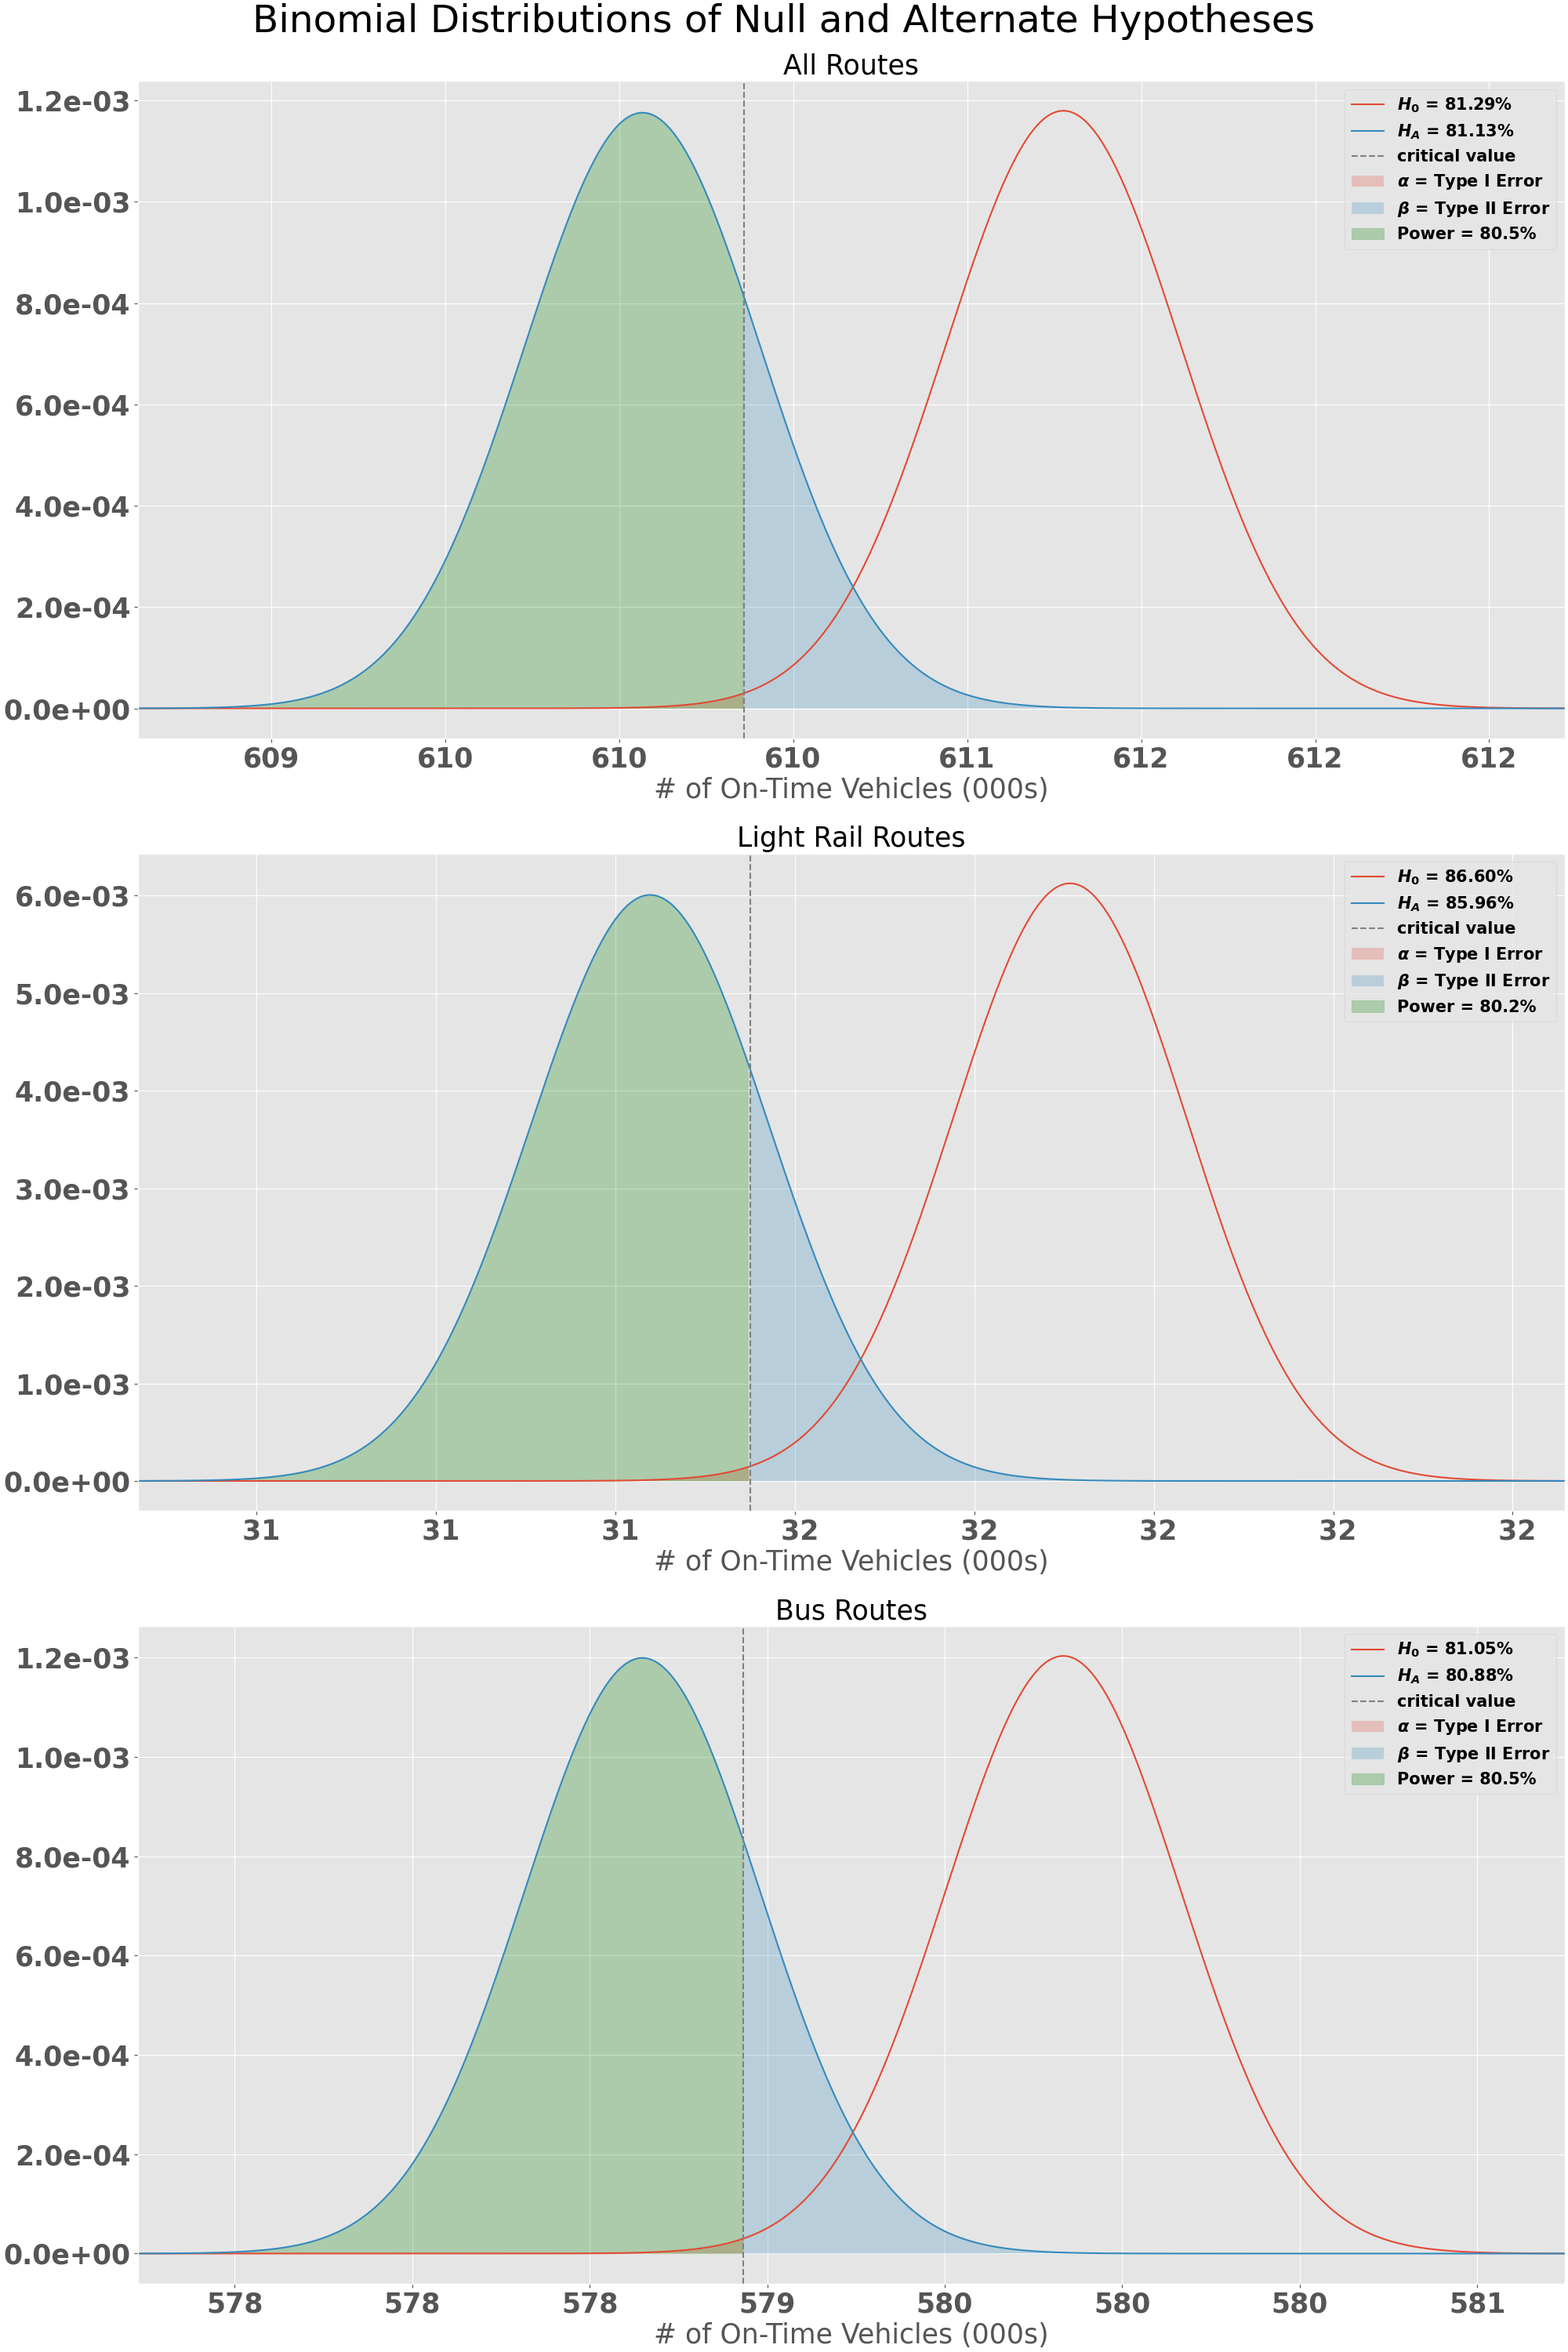 Binomial Distributions of Null and Alternate Hypotheses
All Routes
1.2e-03
1.0e-03
8.0e-04
6.0e-04
4.0e-04
2.0e-04
0.0e+00
H0 = 81.29%
HA = 81.13%
critical value
α = Type I Error
β = Type II Error
Power = 80.5%
609 610 610 610 611 612 612 612
# of On-Time Vehicles (000s)
Light Rail Routes
6.0e-03
5.0e-03
4.0e-03
3.0e-03
2.0e-03
1.0e-03
0.0e+00
H0 = 86.60%
HA = 85.96%
critical value
α = Type I Error
β = Type II Error
Power = 80.2%
31 31 31 32 32 32 32 32
# of On-Time Vehicles (000s)
Bus Routes
1.2e-03
1.0e-03
8.0e-04
6.0e-04
4.0e-04
2.0e-04
0.0e+00
H0 = 81.05%
HA = 80.88%
critical value
α = Type I Error
β = Type II Error
Power = 80.5%
578 578 578 579 580 580 580 581
# of On-Time Vehicles (000s)